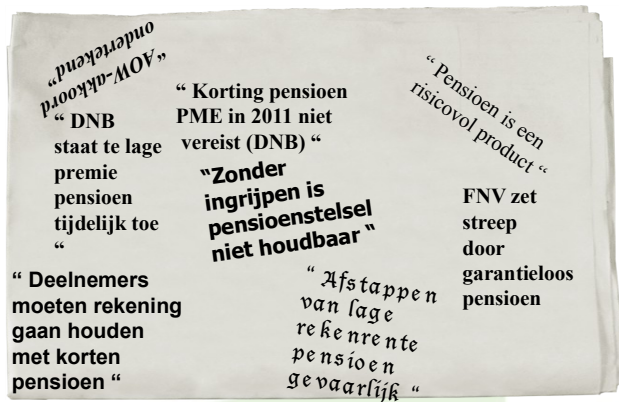 “AOW-akkoord
ondertekend”
“ Korting pensioen
PME in 2011 niet
vereist (DNB) “
“ Pensioen is een
risicovol product “
“ DNB
staat te lage
premie
pensioen
tijdelijk toe
“
“Zonder
ingrijpen is
pensioenstelsel
niet houdbaar “
FNV zet
streep
door
garantieloos
pensioen
“ Deelnemers
moeten rekening
gaan houden
met korten
pensioen “
“ Afstappen
van lage
rekenrente
pensioen
gevaarlijk “